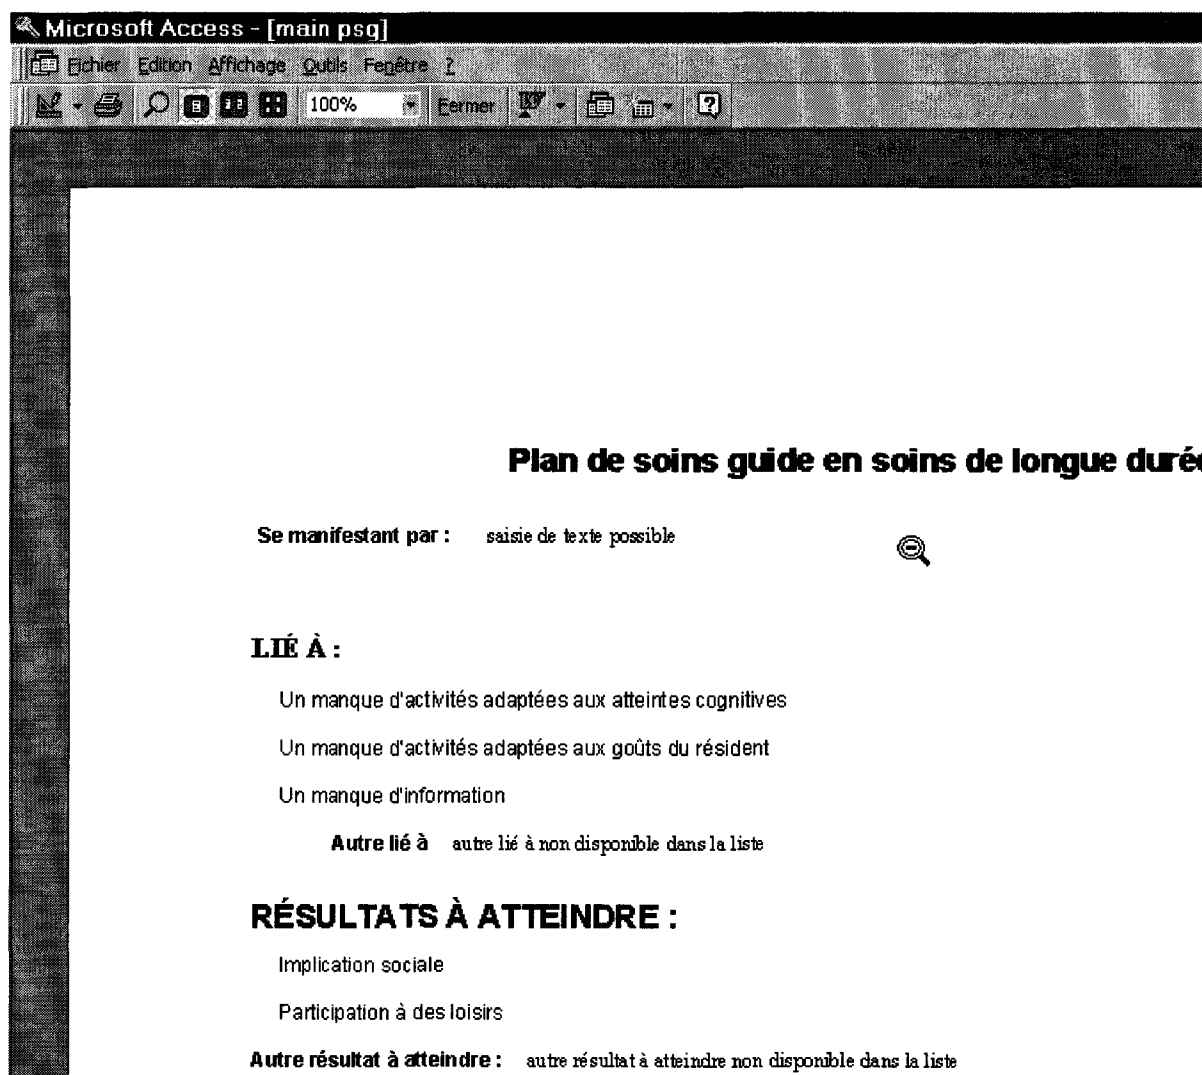 Microsoft Access - [main psg]
Fichier Edition Affichage Outils Fenêtre ?
100% Fermer
Plan de soins guide en soins de longue duré
Se manifestant par : saisie de texte possible
LIÉ À :
Un manque d'activités adaptées aux atteintes cognitives
Un manque d'activités adaptées aux goûts du résident
Un manque d'information
Autre lié à autre lié à non disponible dans la liste
RÉSULTATS À ATTEINDRE :
Implication sociale
Participation à des loisirs
Autre résultat à atteindre : autre résultat à atteindre non disponible dans la liste